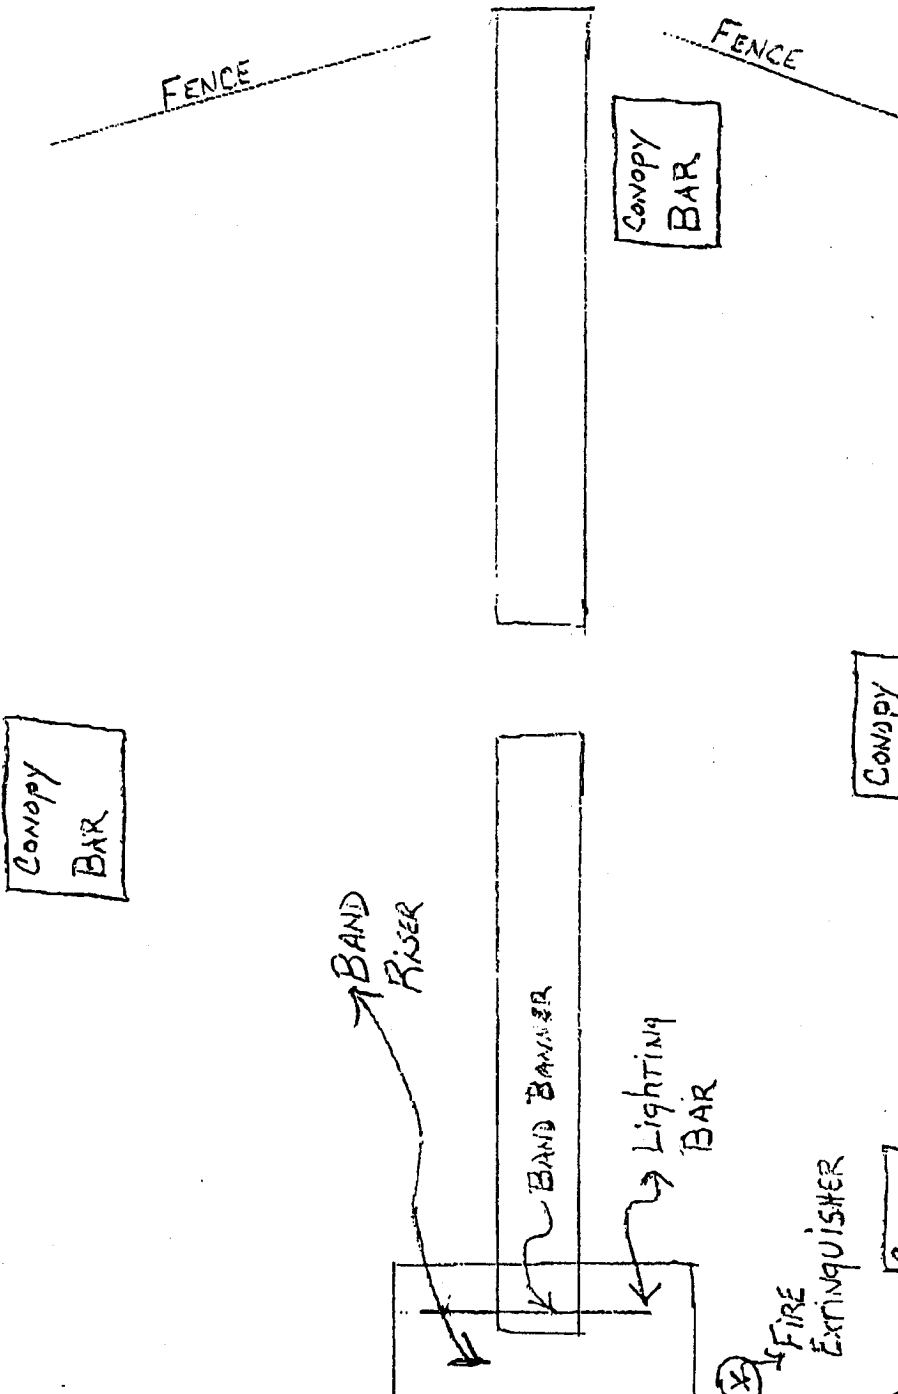 FENCE
FENCE
CONOPY
BAR
CONOPY
BAR
CONOPY
BAND
RISER
BAND BANNER
Lighting
BAR
FIRE
EXTINQUISHER
X